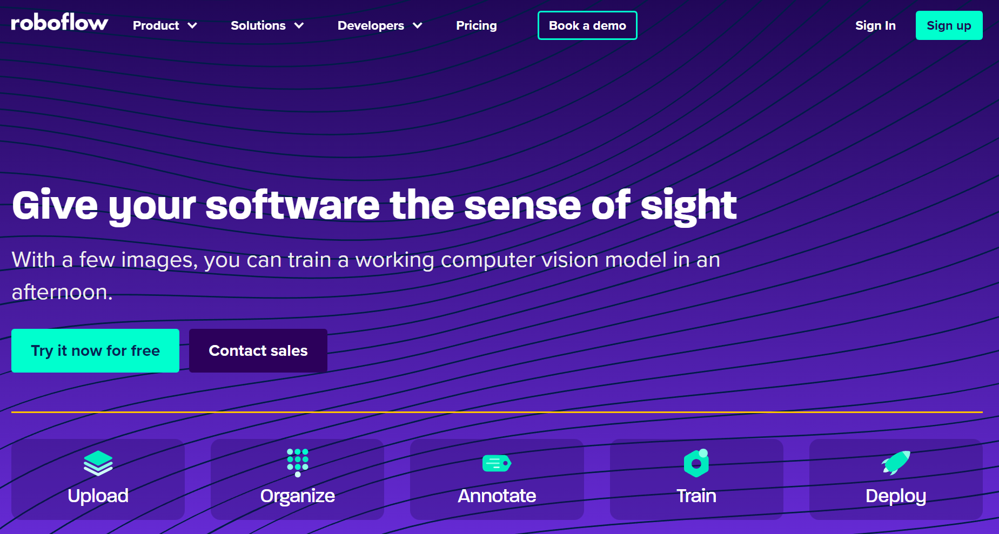 roboflow Product Solutions Developers Pricing Book a demo Sign In Sign up
Give your software the sense of sight
With a few images, you can train a working computer vision model in an
afternoon.
Try it now for free Contact sales
Upload Organize Annotate Train Deploy